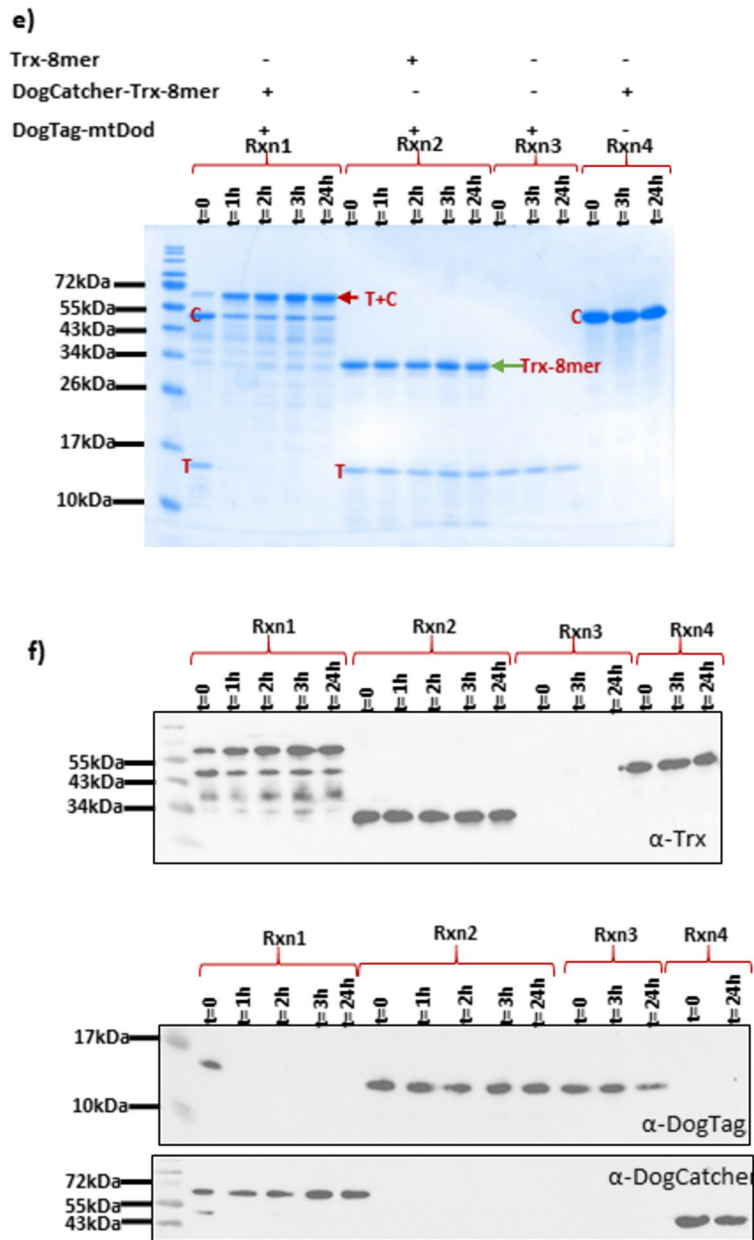 e)
Trx-8mer - + - -
DogCatcher-Trx-8mer + - - +
DogTag-mtDod + + + -
Rxn1 Rxn2 Rxn3 Rxn4
t=0 t=1h t=2h t=3h t=24h t=0 t=1h t=2h t=3h t=24h t=0 t=3h t=24h t=0 t=3h t=24h
72kDa
T+C
55kDa
C C
43kDa
34kDa
Trx-8mer
26kDa
17kDa
T T
10kDa
f)
Rxn1 Rxn2 Rxn3 Rxn4
t=0 t=1h t=2h t=3h t=24h t=0 t=1h t=2h t=3h t=24h t=0 t=3h t=24h t=0 t=3h t=24h
55kDa
43kDa
34kDa
α-Trx
Rxn1 Rxn2 Rxn3 Rxn4
t=0 t=1h t=2h t=3h t=24h t=0 t=1h t=2h t=3h t=24h t=0 t=3h t=24h t=0 t=24h
17kDa
10kDa
α-DogTag
α-DogCatcher
72kDa
55kDa
43kDa